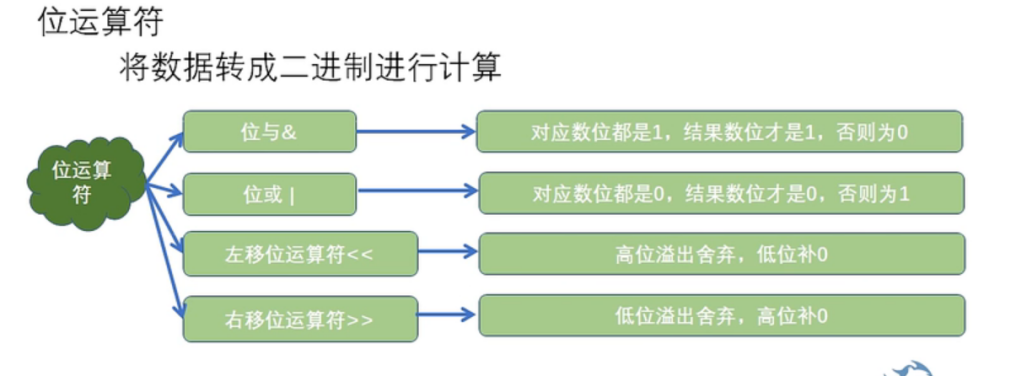 位运算符
将数据转成二进制进行计算
位运算
符
位与&
对应数位都是1，结果数位才是1，否则为0
位或 |
对应数位都是0，结果数位才是0，否则为1
左移位运算符<<
高位溢出舍弃，低位补0
右移位运算符>>
低位溢出舍弃，高位补0